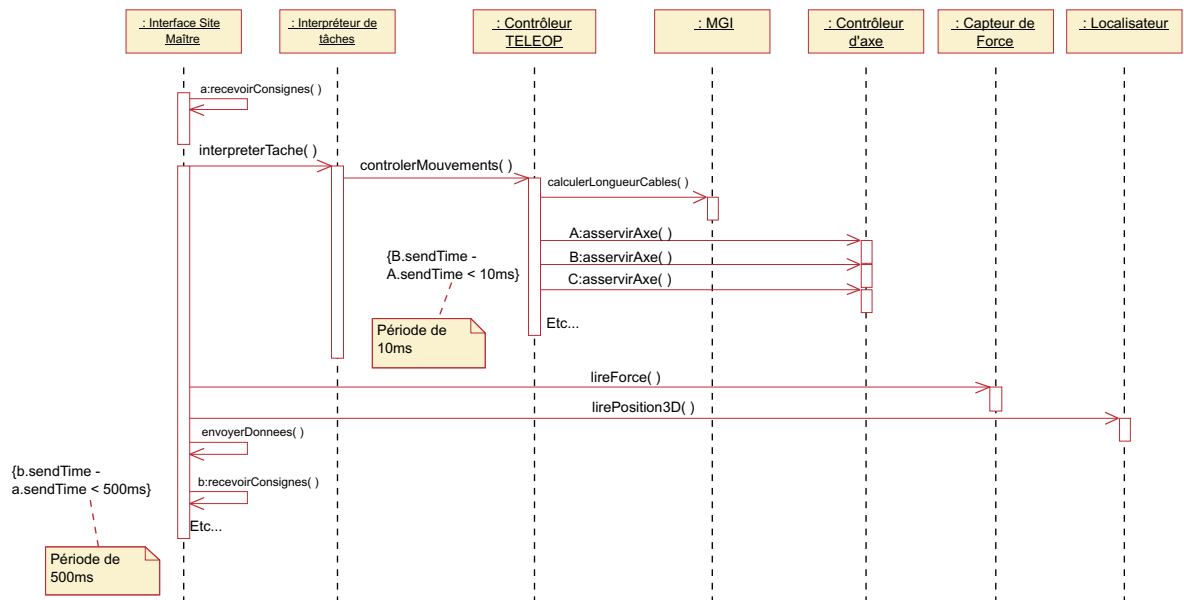 : Interface Site
Maître
: Interpréteur de
tâches
: Contrôleur
TELEOP
: MGI
: Contrôleur
d'axe
: Capteur de
Force
: Localisateur
a:recevoirConsignes( )
interpreterTache( )
controlerMouvements( )
calculerLongueurCables( )
A:asservirAxe( )
{B.sendTime -
A.sendTime < 10ms}
B:asservirAxe( )
C:asservirAxe( )
Période de
10ms
Etc...
lireForce( )
lirePosition3D( )
envoyerDonnees( )
{b.sendTime -
a.sendTime < 500ms}
b:recevoirConsignes( )
Etc...
Période de
500ms